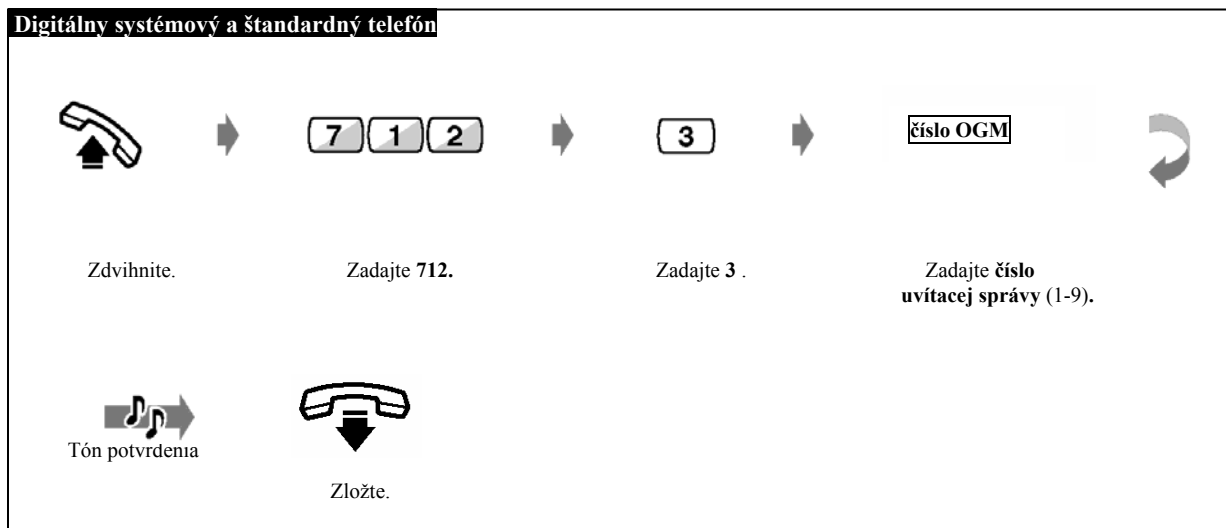 Digitálny systémový a štandardný telefón
7 1 2
3
číslo OGM
Zdvihnite.
Zadajte 712.
Zadajte 3 .
Zadajte číslo
uvítacej správy (1-9).
Tón potvrdenia
Zložte.